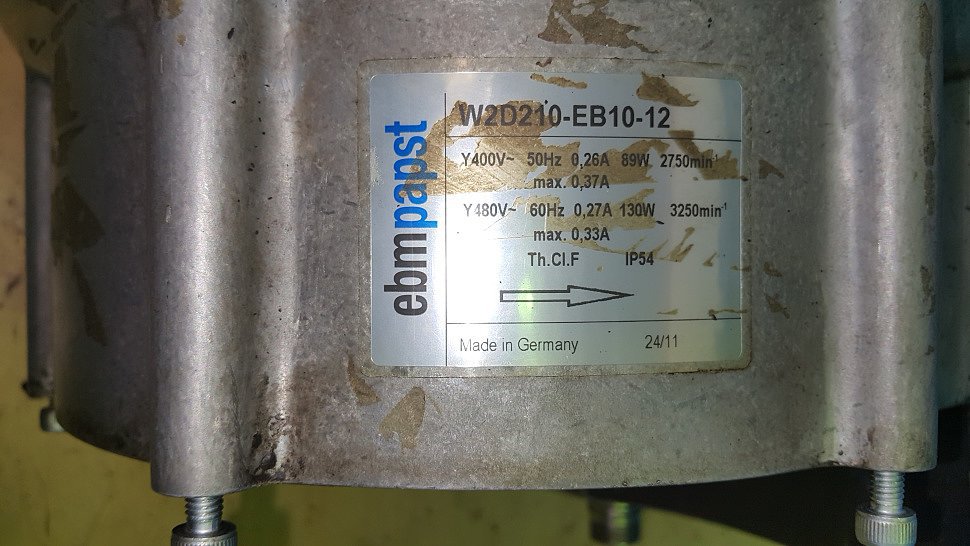 ebmpapst
W2D210-EB10-12
Y400V~ 50Hz 0,26A 89W 2750min-¹
max. 0,37A
Y480V~ 60Hz 0,27A 130W 3250min-¹
max. 0,33A
Th.Cl.F IP54
Made in Germany 24/11